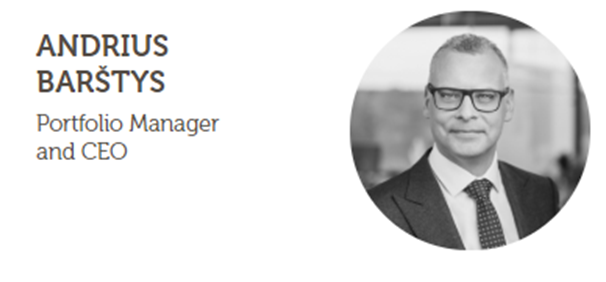 ANDRIUS
BARŠTYS
Portfolio Manager
and CEO